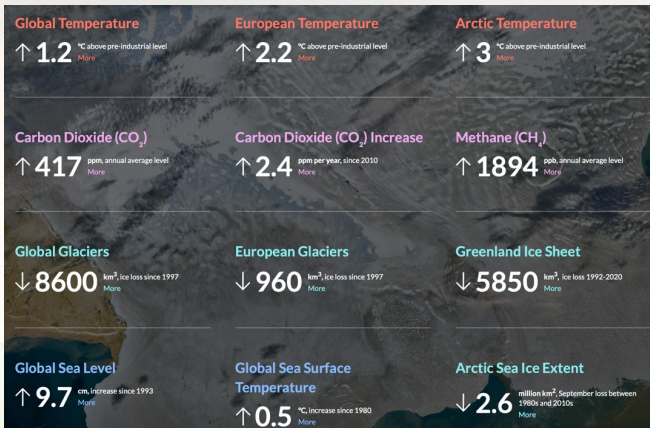 Global Temperature
↑ 1.2 °C above pre-industrial level
More
European Temperature
↑ 2.2 °C above pre-industrial level
More
Arctic Temperature
↑ 3 °C above pre-industrial level
More
Carbon Dioxide (CO₂)
↑ 417 ppm, annual average level
More
Carbon Dioxide (CO₂) Increase
↑ 2.4 ppm per year, since 2010
More
Methane (CH₄)
↑ 1894 ppb, annual average level
More
Global Glaciers
↓ 8600 km³, ice loss since 1997
More
European Glaciers
↓ 960 km³, ice loss since 1997
More
Greenland Ice Sheet
↓ 5850 km³, ice loss 1992-2020
More
Global Sea Level
↑ 9.7 cm, increase since 1993
More
Global Sea Surface
Temperature
↑ 0.5 °C, increase since 1980
More
Arctic Sea Ice Extent
↓ 2.6 million km², September loss between
1980s and 2010s
More